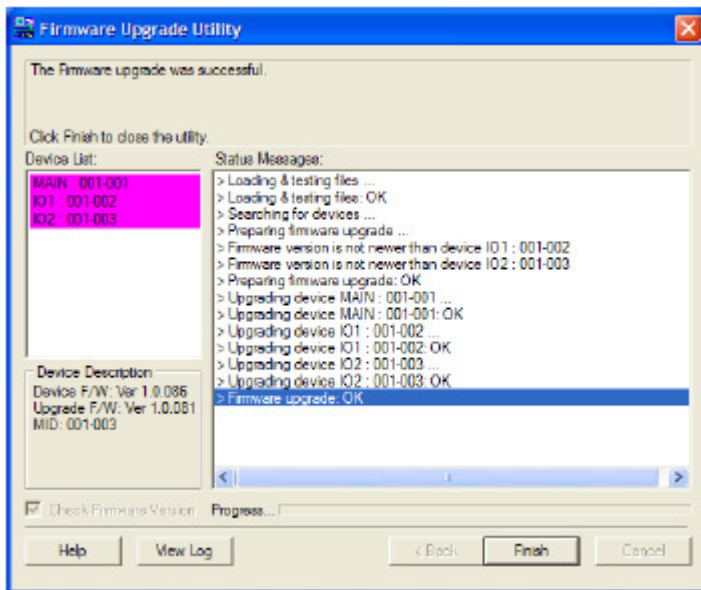 Firmware Upgrade Utility
The Firmware upgrade was successful.
Click Finish to close the utility.
Device List:
MAIN : 001-001
IO1 : 001-002
IO2 : 001-003
Status Messages:
> Loading & testing files ...
> Loading & testing files: OK
> Searching for devices ...
> Preparing firmware upgrade ...
> Firmware version is not newer than device IO1 : 001-002
> Firmware version is not newer than device IO2 : 001-003
> Preparing firmware upgrade: OK
> Upgrading device MAIN : 001-001 ...
> Upgrading device MAIN : 001-001: OK
> Upgrading device IO1 : 001-002 ...
> Upgrading device IO1 : 001-002: OK
> Upgrading device IO2 : 001-003 ...
> Upgrading device IO2 : 001-003: OK
> Firmware upgrade: OK
Device Description
Device F/W: Ver 1.0.086
Upgrade F/W: Ver 1.0.081
MID: 001-003
Check Firmware Version
Progress...
Help
View Log
< Back
Finish
Cancel